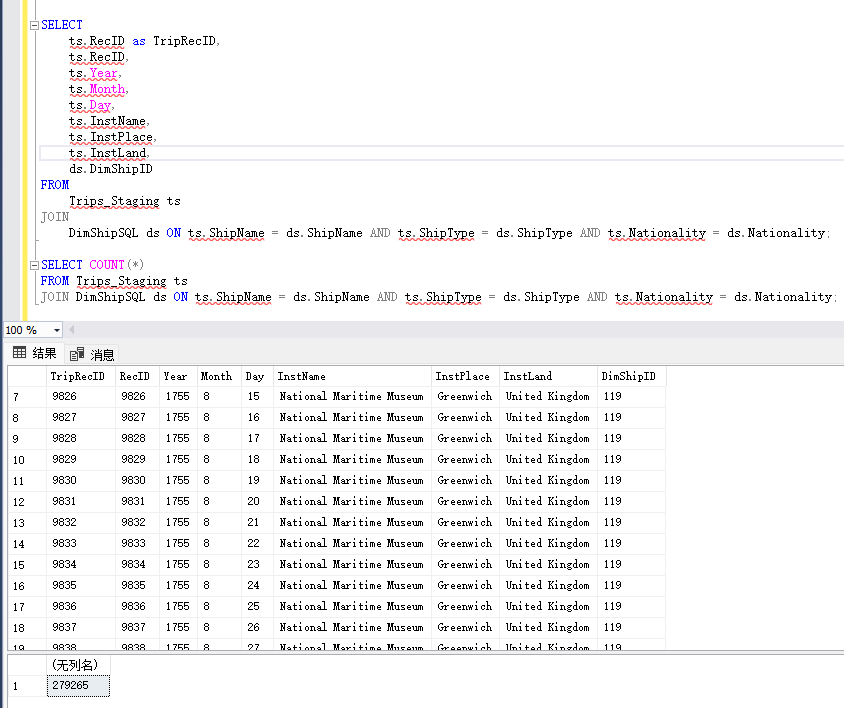 SELECT
ts.RecID as TripRecID,
ts.RecID,
ts.Year,
ts.Month,
ts.Day,
ts.InstName,
ts.InstPlace,
ts.InstLand,
ds.DimShipID
FROM
Trips_Staging ts
JOIN
DimShipSQL ds ON ts.ShipName = ds.ShipName AND ts.ShipType = ds.ShipType AND ts.Nationality = ds.Nationality;
SELECT COUNT(*)
FROM Trips_Staging ts
JOIN DimShipSQL ds ON ts.ShipName = ds.ShipName AND ts.ShipType = ds.ShipType AND ts.Nationality = ds.Nationality;
100 %
结果 消息
TripRecID RecID Year Month Day InstName InstPlace InstLand DimShipID
7 9826 9826 1755 8 15 National Maritime Museum Greenwich United Kingdom 119
8 9827 9827 1755 8 16 National Maritime Museum Greenwich United Kingdom 119
9 9828 9828 1755 8 17 National Maritime Museum Greenwich United Kingdom 119
10 9829 9829 1755 8 18 National Maritime Museum Greenwich United Kingdom 119
11 9830 9830 1755 8 19 National Maritime Museum Greenwich United Kingdom 119
12 9831 9831 1755 8 20 National Maritime Museum Greenwich United Kingdom 119
13 9832 9832 1755 8 21 National Maritime Museum Greenwich United Kingdom 119
14 9833 9833 1755 8 22 National Maritime Museum Greenwich United Kingdom 119
15 9834 9834 1755 8 23 National Maritime Museum Greenwich United Kingdom 119
16 9835 9835 1755 8 24 National Maritime Museum Greenwich United Kingdom 119
17 9836 9836 1755 8 25 National Maritime Museum Greenwich United Kingdom 119
18 9837 9837 1755 8 26 National Maritime Museum Greenwich United Kingdom 119
19 9838 9838 1755 8 27 National Maritime Museum Greenwich United Kingdom 119
(无列名)
1 279265